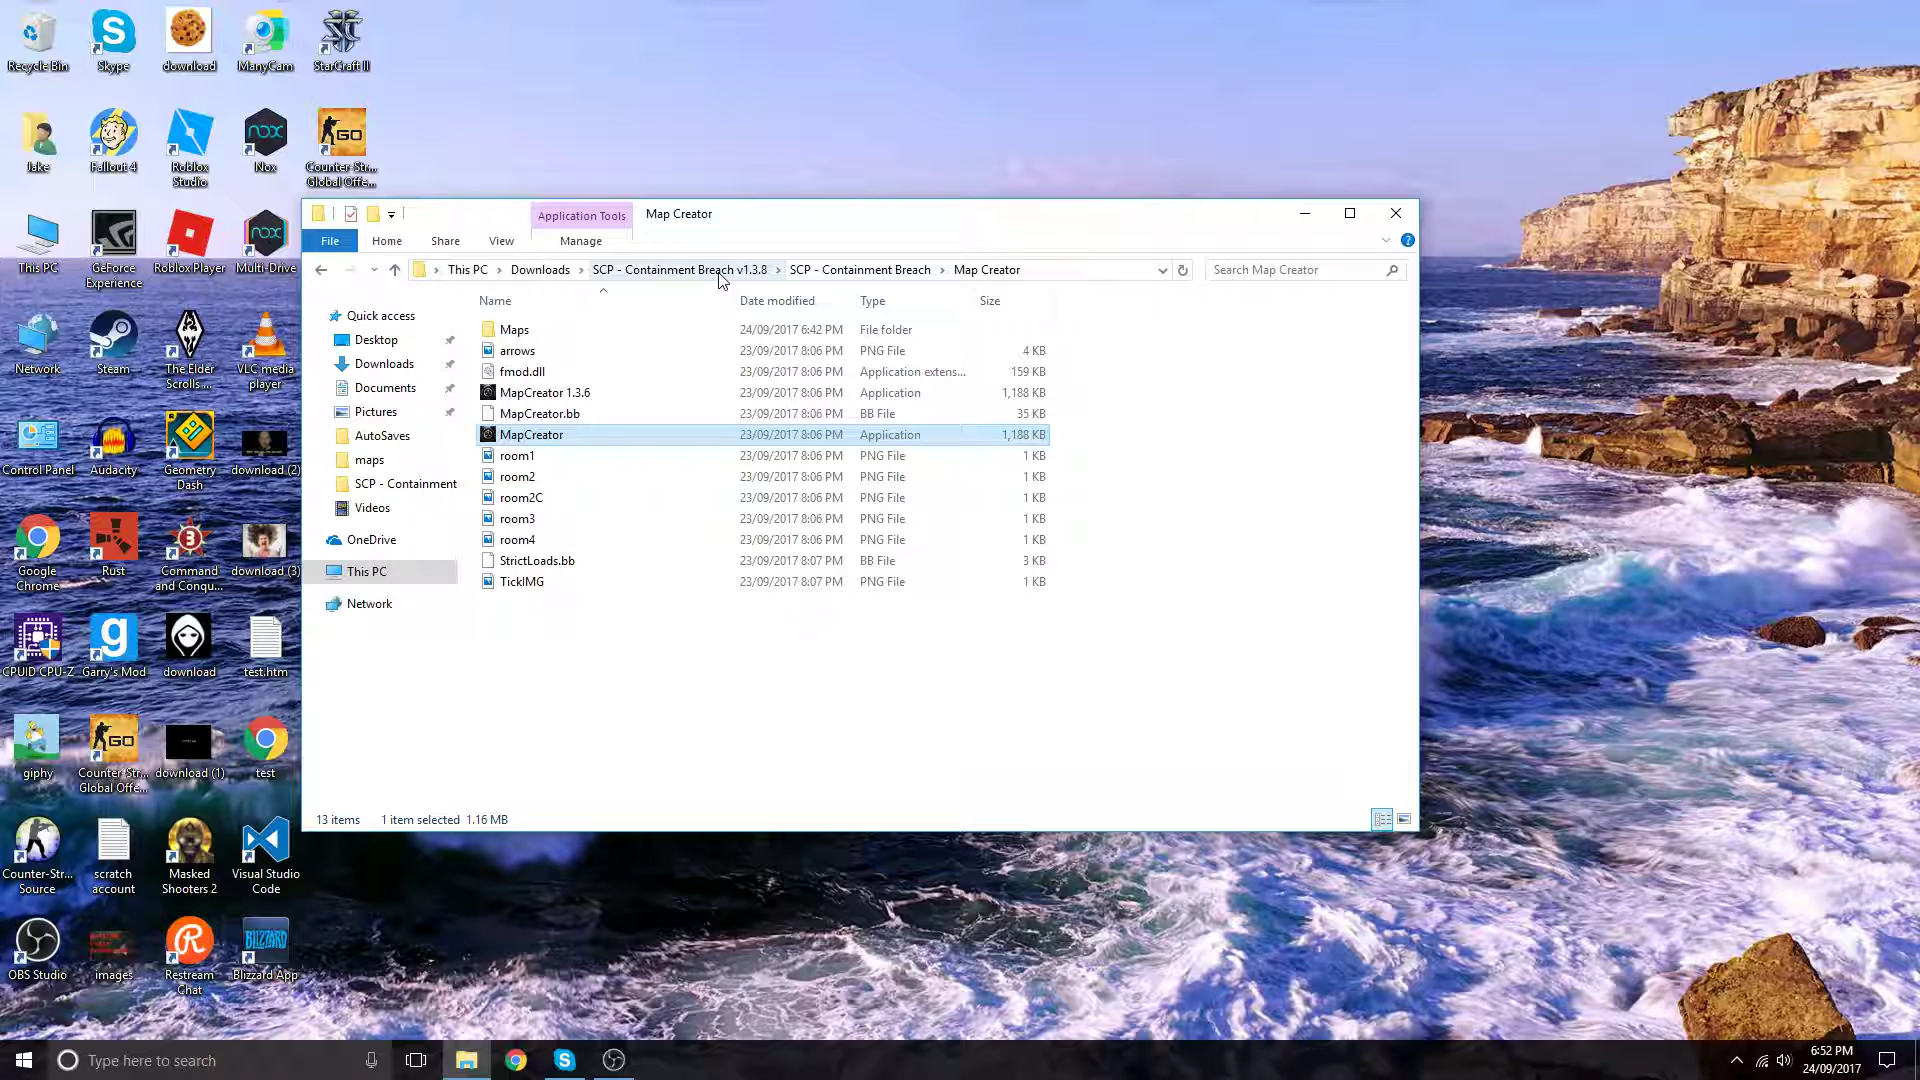 Recycle Bin
Skype
download
ManyCam
StarCraft II
Jake
Fallout 4
Roblox
Studio
Nox
Counter-Str...
Global Offe...
This PC
GeForce
Experience
Roblox Player
Multi-Drive
Network
Steam
The Elder
Scrolls ...
VLC media
player
Control Panel
Audacity
Geometry
Dash
download (2)
Google
Chrome
Rust
Command
and Conqu...
download (3)
CPUID CPU-Z
Garry's Mod
download
test.htm
giphy
Counter-Str...
Global Offe...
download (1)
test
Counter-Str...
Source
scratch
account
Masked
Shooters 2
Visual Studio
Code
OBS Studio
images
Restream
Chat
Blizzard App
Application Tools
Map Creator
File
Home
Share
View
Manage
This PC
Downloads
SCP - Containment Breach v1.3.8
SCP - Containment Breach
Map Creator
Search Map Creator
Quick access
Desktop
Downloads
Documents
Pictures
AutoSaves
maps
SCP - Containment
Videos
OneDrive
This PC
Network
Name Date modified Type Size
Maps 24/09/2017 6:42 PM File folder
arrows 23/09/2017 8:06 PM PNG File 4 KB
fmod.dll 23/09/2017 8:06 PM Application extens... 159 KB
MapCreator 1.3.6 23/09/2017 8:06 PM Application 1,188 KB
MapCreator.bb 23/09/2017 8:06 PM BB File 35 KB
MapCreator 23/09/2017 8:06 PM Application 1,188 KB
room1 23/09/2017 8:06 PM PNG File 1 KB
room2 23/09/2017 8:06 PM PNG File 1 KB
room2C 23/09/2017 8:06 PM PNG File 1 KB
room3 23/09/2017 8:06 PM PNG File 1 KB
room4 23/09/2017 8:06 PM PNG File 1 KB
StrictLoads.bb 23/09/2017 8:07 PM BB File 3 KB
TickIMG 23/09/2017 8:07 PM PNG File 1 KB
13 items 1 item selected 1.16 MB
Type here to search
6:52 PM
24/09/2017